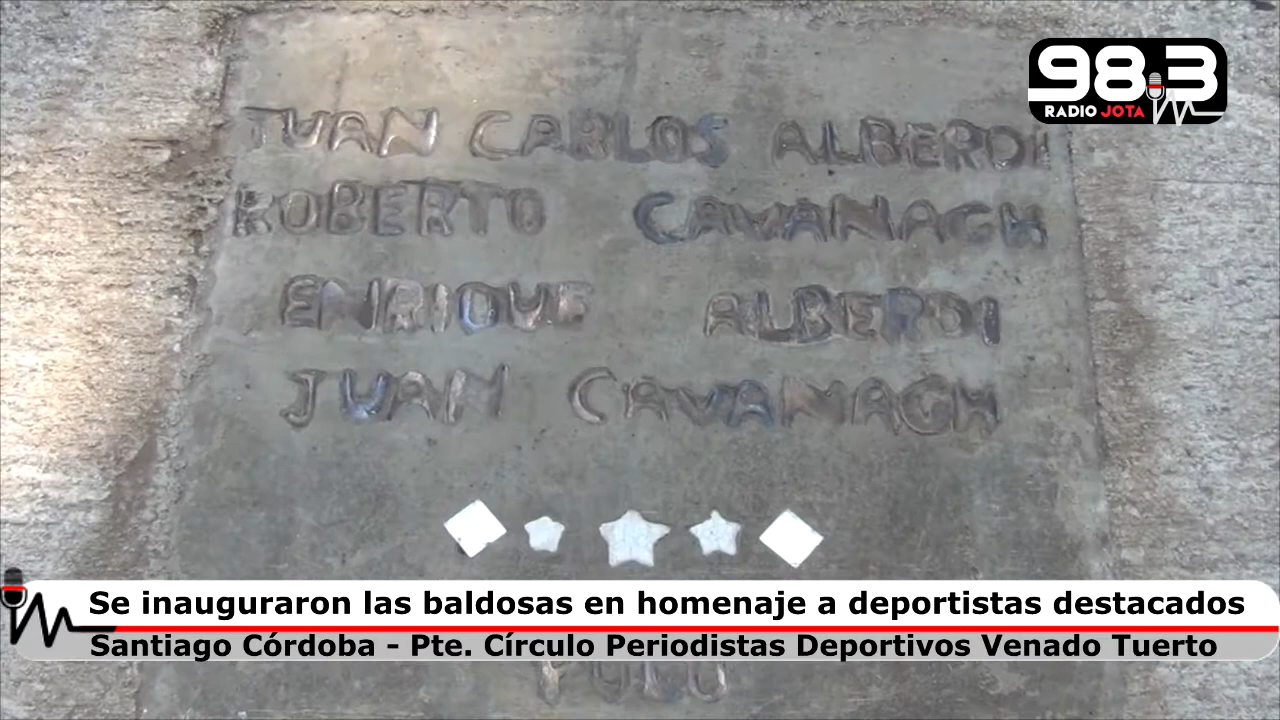 98.3
RADIO JOTA
JUAN CARLOS ALBERDI
ROBERTO CAVANAGH
ENRIQUE ALBERDI
JUAN CAVANAGH
Se inauguraron las baldosas en homenaje a deportistas destacados
Santiago Córdoba - Pte. Círculo Periodistas Deportivos Venado Tuerto
POLO